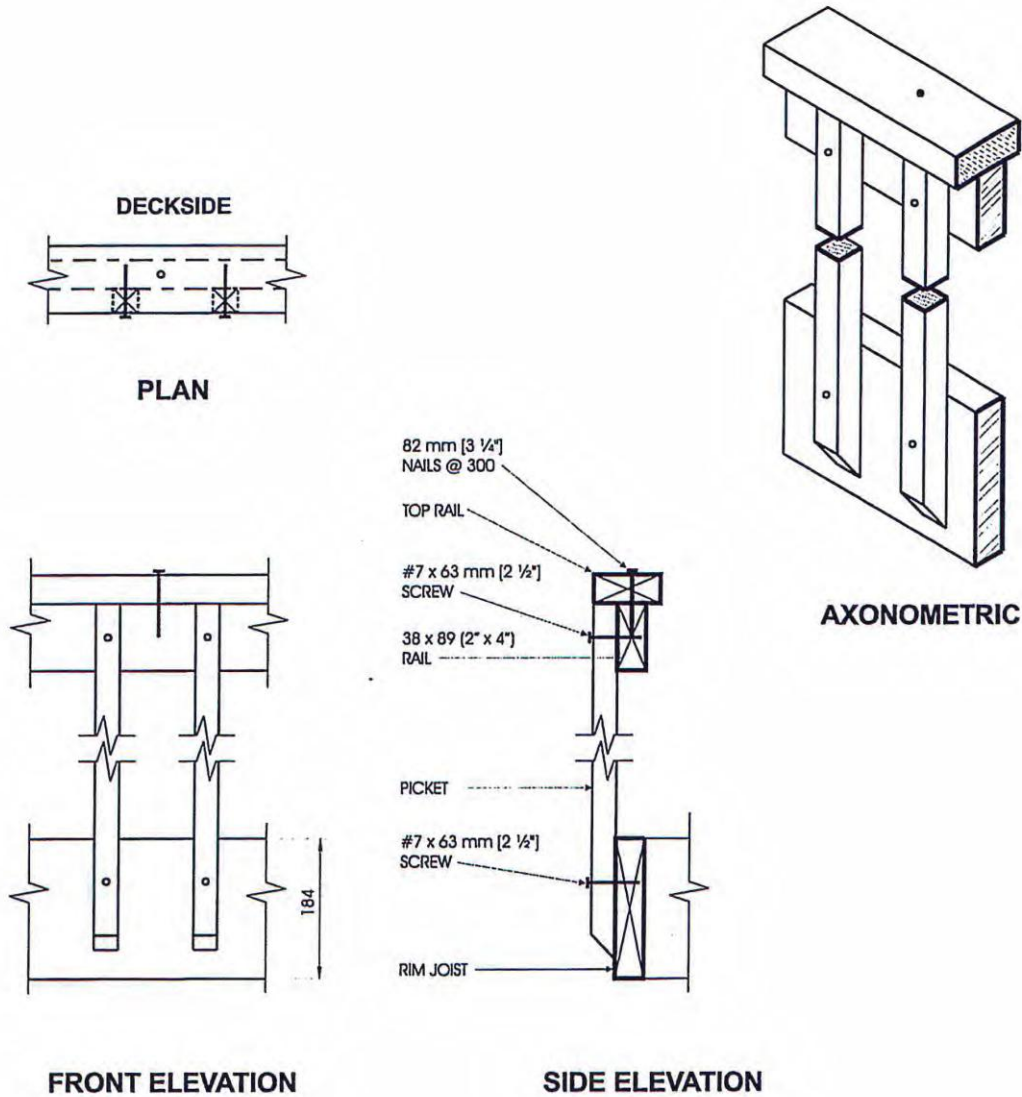 DECKSIDE
PLAN
82 mm [3 ¼"]
NAILS @ 300
TOP RAIL
#7 x 63 mm [2 ½"]
SCREW
38 x 89 (2" x 4")
RAIL
AXONOMETRIC
PICKET
#7 x 63 mm [2 ½"]
SCREW
184
RIM JOIST
FRONT ELEVATION
SIDE ELEVATION